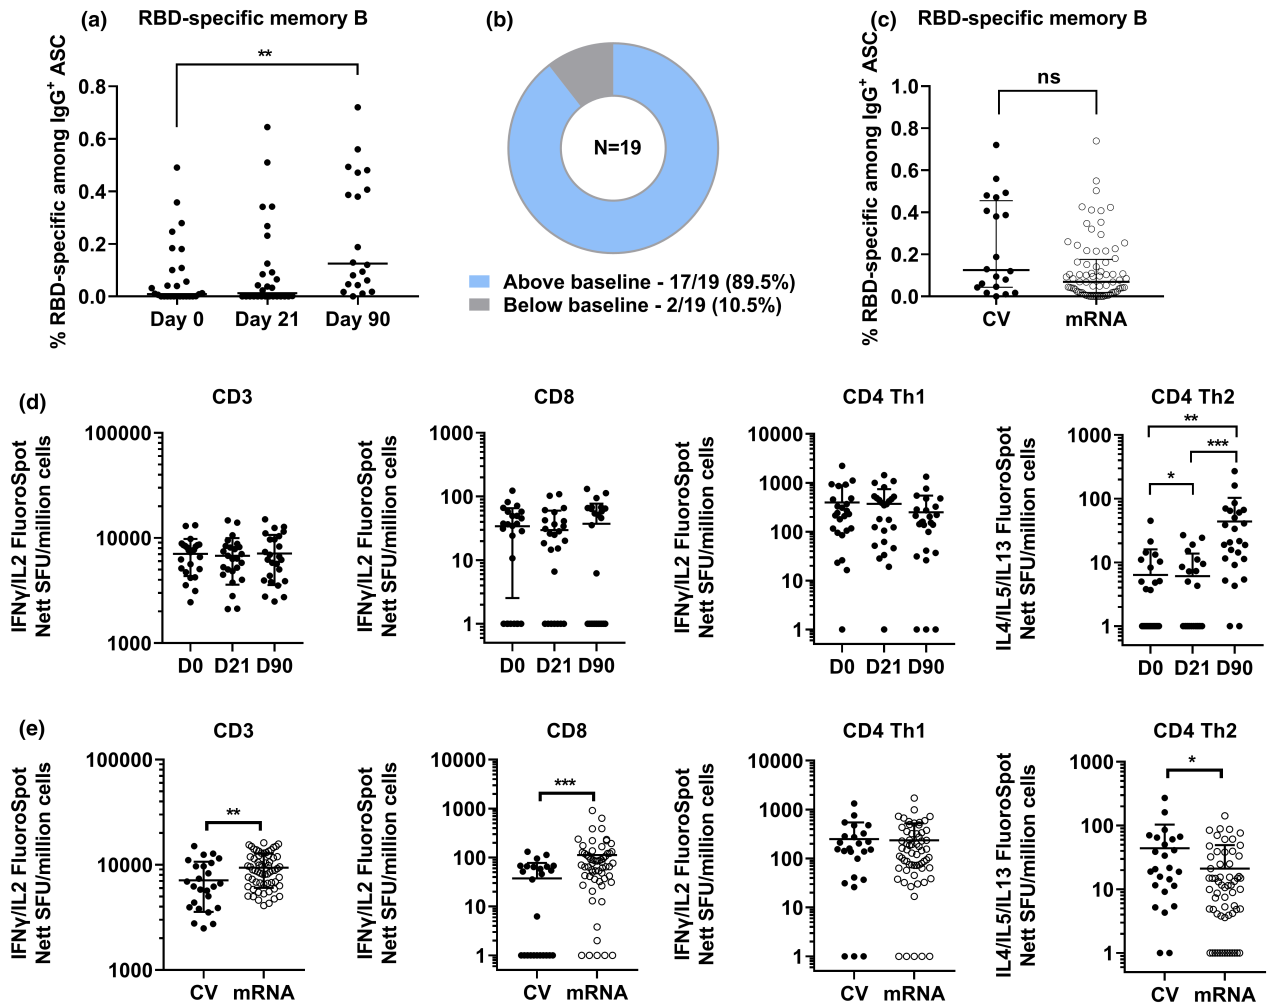 (a) RBD-specific memory B
% RBD-specific among IgG+ ASC
**
0.8
0.6
0.4
0.2
0.0
Day 0 Day 21 Day 90
(b)
N=19
Above baseline - 17/19 (89.5%)
Below baseline - 2/19 (10.5%)
(c) RBD-specific memory B
% RBD-specific among IgG+ ASC
ns
1.0
0.8
0.6
0.4
0.2
0.0
CV mRNA
(d)
CD3
IFNγ/IL2 FluoroSpot
Nett SFU/million cells
100000
10000
1000
D0 D21 D90
CD8
IFNγ/IL2 FluoroSpot
Nett SFU/million cells
1000
100
10
1
D0 D21 D90
CD4 Th1
IFNγ/IL2 FluoroSpot
Nett SFU/million cells
10000
1000
100
10
1
D0 D21 D90
CD4 Th2
IL4/IL5/IL13 FluoroSpot
Nett SFU/million cells
**
***
*
1000
100
10
1
D0 D21 D90
(e)
CD3
IFNγ/IL2 FluoroSpot
Nett SFU/million cells
**
100000
10000
1000
CV mRNA
CD8
IFNγ/IL2 FluoroSpot
Nett SFU/million cells
***
10000
1000
100
10
1
CV mRNA
CD4 Th1
IFNγ/IL2 FluoroSpot
Nett SFU/million cells
10000
1000
100
10
1
CV mRNA
CD4 Th2
IL4/IL5/IL13 FluoroSpot
Nett SFU/million cells
*
1000
100
10
1
CV mRNA